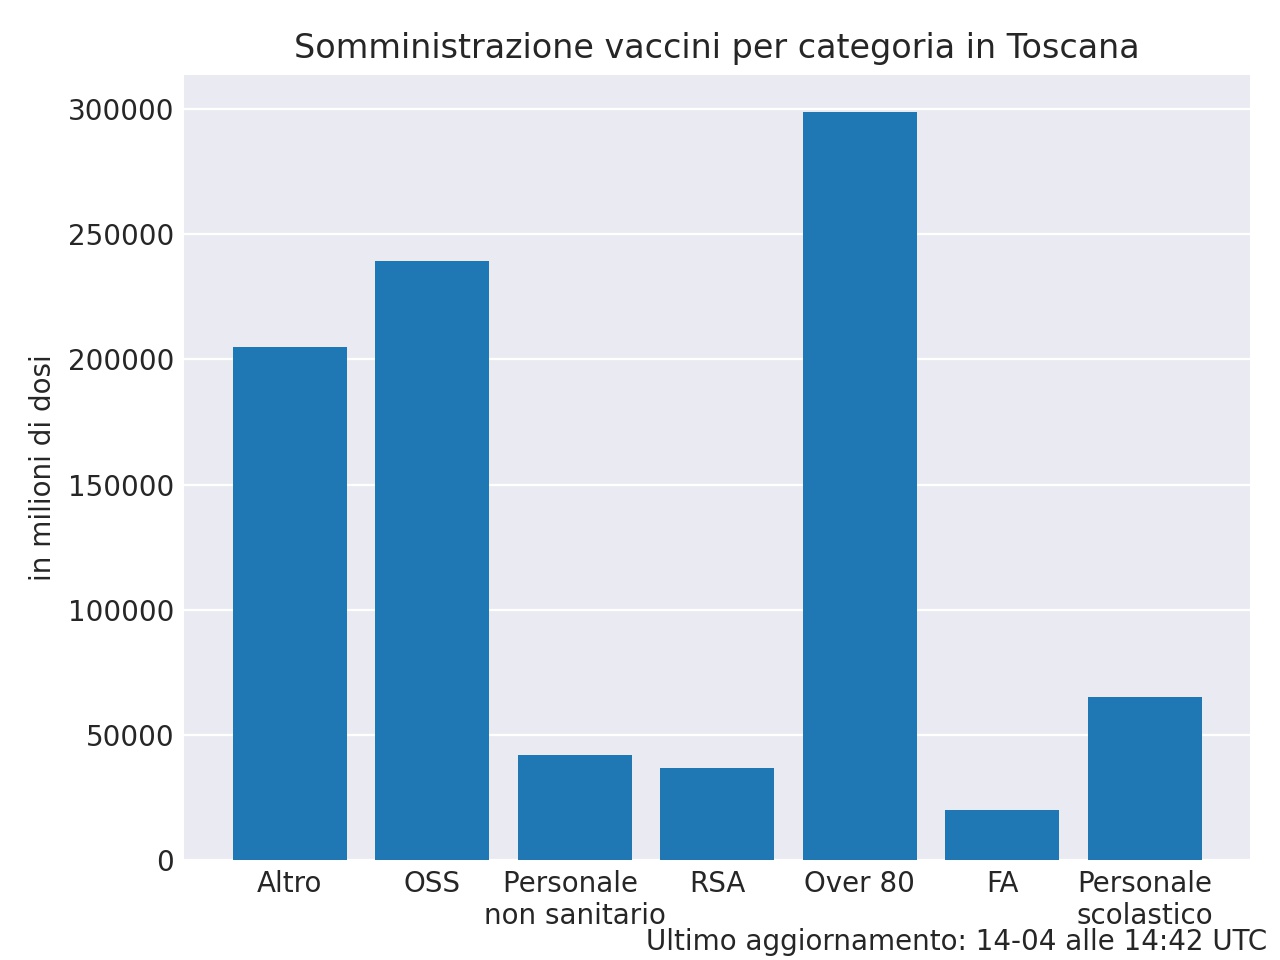 Somministrazione vaccini per categoria in Toscana
in milioni di dosi
300000
250000
200000
150000
100000
50000
0
Altro
OSS
Personale
non sanitario
RSA
Over 80
FA
Personale
scolastico
Ultimo aggiornamento: 14-04 alle 14:42 UTC